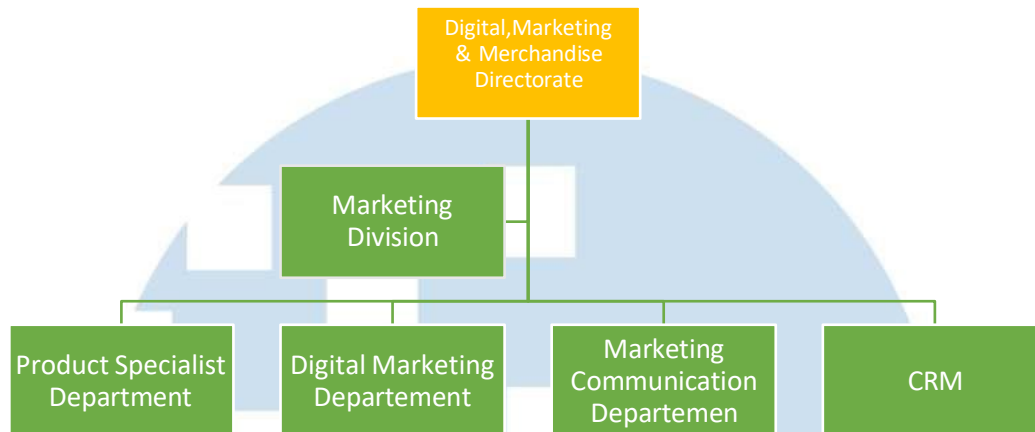 Digital,Marketing
& Merchandise
Directorate
Marketing
Division
Product Specialist
Department
Digital Marketing
Departement
Marketing
Communication
Departemen
CRM